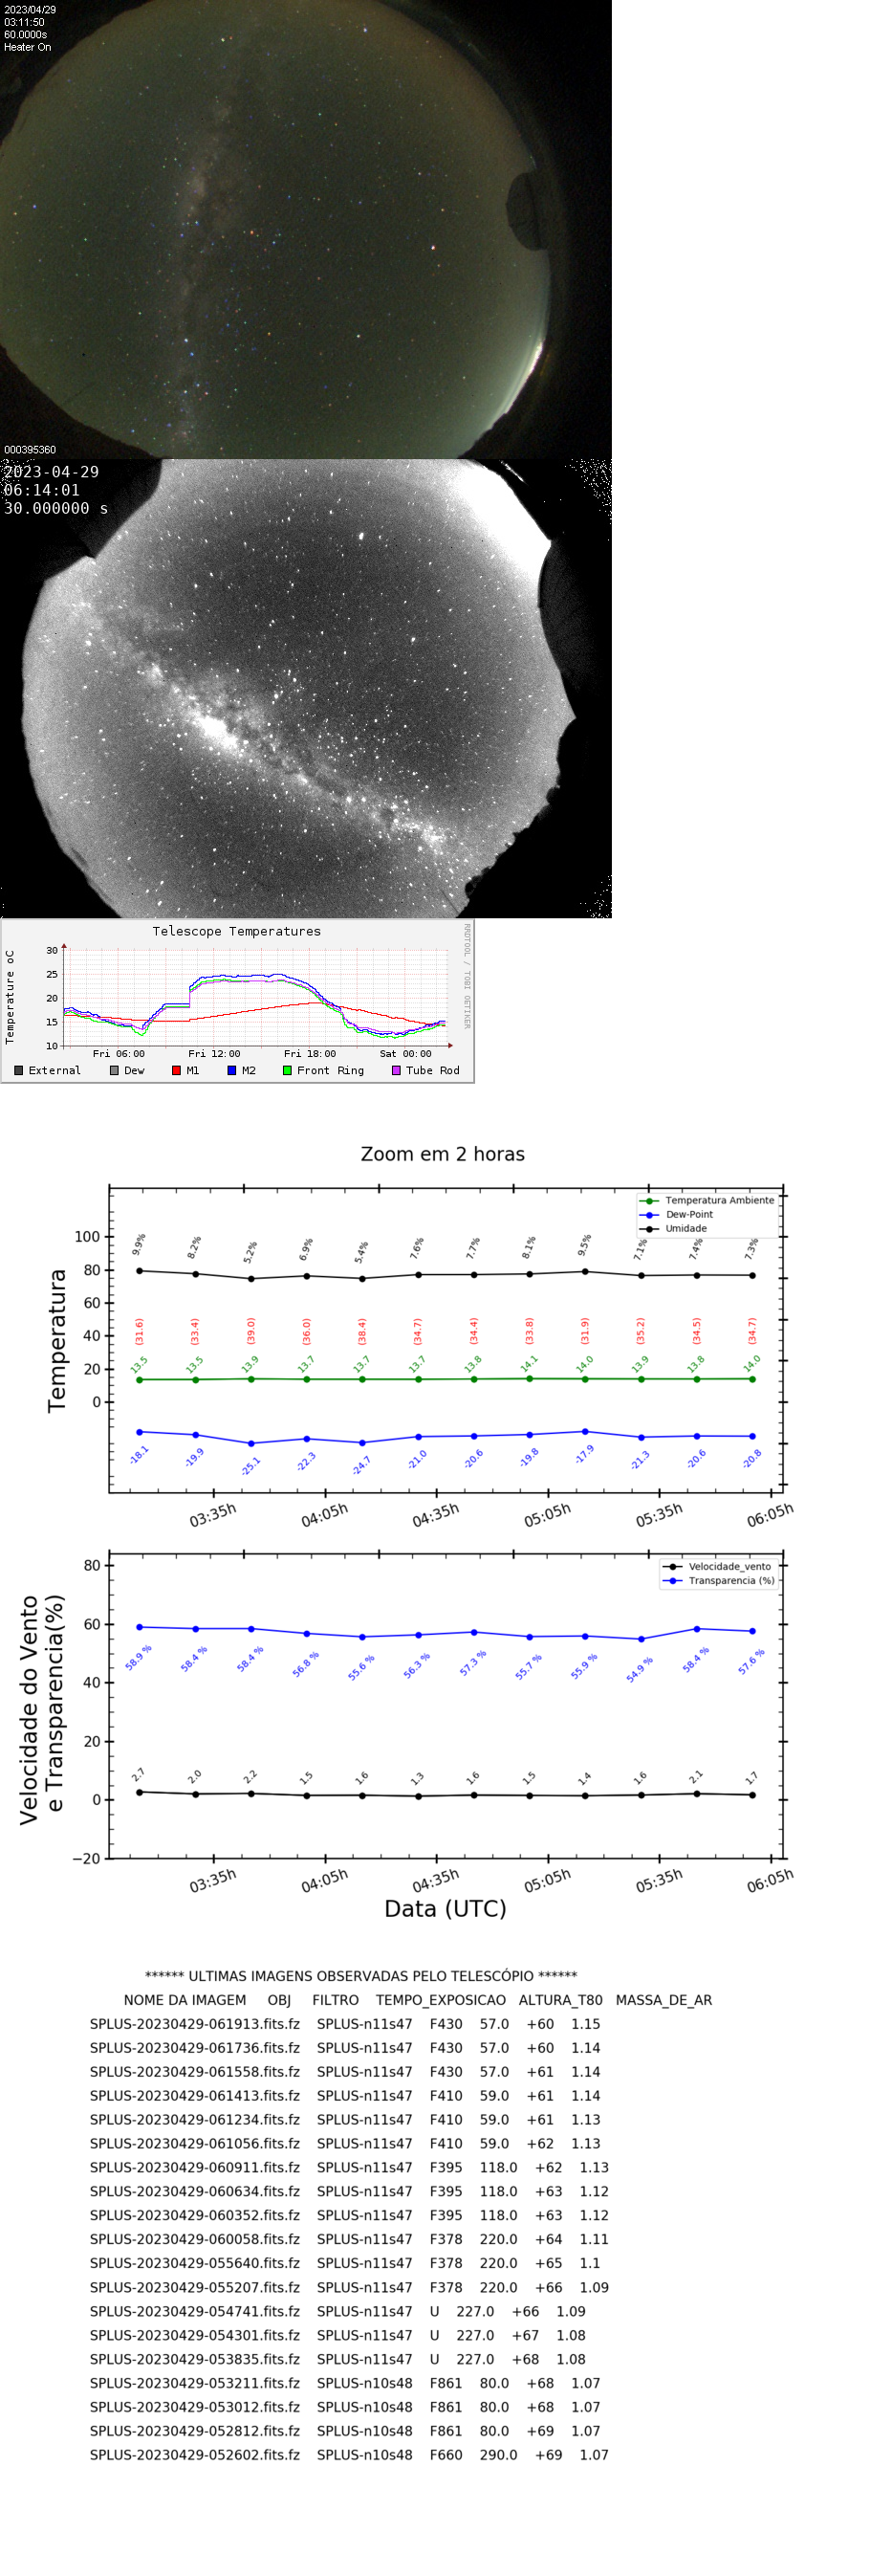 2023/04/29
03:11:50
60.0000s
Heater On
000395360
2023-04-29
06:14:01
30.000000 s
Telescope Temperatures
RRDTOOL / TOBI OETIKER
Temperature oC
30
25
20
15
10
Fri 06:00 Fri 12:00 Fri 18:00 Sat 00:00
External Dew M1 M2 Front Ring Tube Rod
Zoom em 2 horas
Temperatura Ambiente
Dew-Point
Umidade
Temperatura
100
80
60
40
20
0
9.9% 8.2% 5.2% 6.9% 5.4% 7.6% 7.7% 8.1% 9.5% 7.1% 7.4% 7.3%
(31.6) (33.4) (39.0) (36.0) (38.4) (34.7) (34.4) (33.8) (31.9) (35.2) (34.5) (34.7)
13.5 13.5 13.9 13.7 13.7 13.7 13.8 14.1 14.0 13.9 13.8 14.0
-18.1 -19.9 -25.1 -22.3 -24.7 -21.0 -20.6 -19.8 -17.9 -21.3 -20.6 -20.8
03:35h 04:05h 04:35h 05:05h 05:35h 06:05h
Velocidade_vento
Transparencia (%)
Velocidade do Vento
e Transparencia(%)
80
60
40
20
0
−20
58.9 % 58.4 % 58.4 % 56.8 % 55.6 % 56.3 % 57.3 % 55.7 % 55.9 % 54.9 % 58.4 % 57.6 %
2.7 2.0 2.2 1.5 1.6 1.3 1.6 1.5 1.4 1.6 2.1 1.7
03:35h 04:05h 04:35h 05:05h 05:35h 06:05h
Data (UTC)
****** ULTIMAS IMAGENS OBSERVADAS PELO TELESCÓPIO ******
NOME DA IMAGEM OBJ FILTRO TEMPO_EXPOSICAO ALTURA_T80 MASSA_DE_AR
SPLUS-20230429-061913.fits.fz SPLUS-n11s47 F430 57.0 +60 1.15
SPLUS-20230429-061736.fits.fz SPLUS-n11s47 F430 57.0 +60 1.14
SPLUS-20230429-061558.fits.fz SPLUS-n11s47 F430 57.0 +61 1.14
SPLUS-20230429-061413.fits.fz SPLUS-n11s47 F410 59.0 +61 1.14
SPLUS-20230429-061234.fits.fz SPLUS-n11s47 F410 59.0 +61 1.13
SPLUS-20230429-061056.fits.fz SPLUS-n11s47 F410 59.0 +62 1.13
SPLUS-20230429-060911.fits.fz SPLUS-n11s47 F395 118.0 +62 1.13
SPLUS-20230429-060634.fits.fz SPLUS-n11s47 F395 118.0 +63 1.12
SPLUS-20230429-060352.fits.fz SPLUS-n11s47 F395 118.0 +63 1.12
SPLUS-20230429-060058.fits.fz SPLUS-n11s47 F378 220.0 +64 1.11
SPLUS-20230429-055640.fits.fz SPLUS-n11s47 F378 220.0 +65 1.1
SPLUS-20230429-055207.fits.fz SPLUS-n11s47 F378 220.0 +66 1.09
SPLUS-20230429-054741.fits.fz SPLUS-n11s47 U 227.0 +66 1.09
SPLUS-20230429-054301.fits.fz SPLUS-n11s47 U 227.0 +67 1.08
SPLUS-20230429-053835.fits.fz SPLUS-n11s47 U 227.0 +68 1.08
SPLUS-20230429-053211.fits.fz SPLUS-n10s48 F861 80.0 +68 1.07
SPLUS-20230429-053012.fits.fz SPLUS-n10s48 F861 80.0 +68 1.07
SPLUS-20230429-052812.fits.fz SPLUS-n10s48 F861 80.0 +69 1.07
SPLUS-20230429-052602.fits.fz SPLUS-n10s48 F660 290.0 +69 1.07